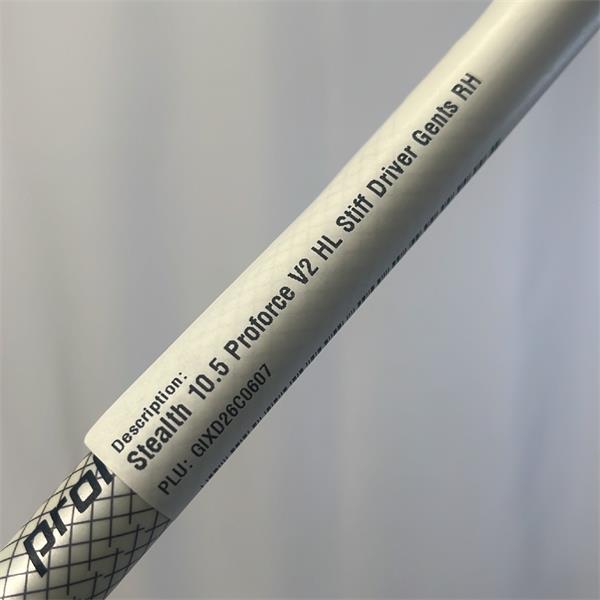 Description:
Stealth 10.5 Proforce V2 HL Stiff Driver Gents RH
PLU: GIXD26C0607